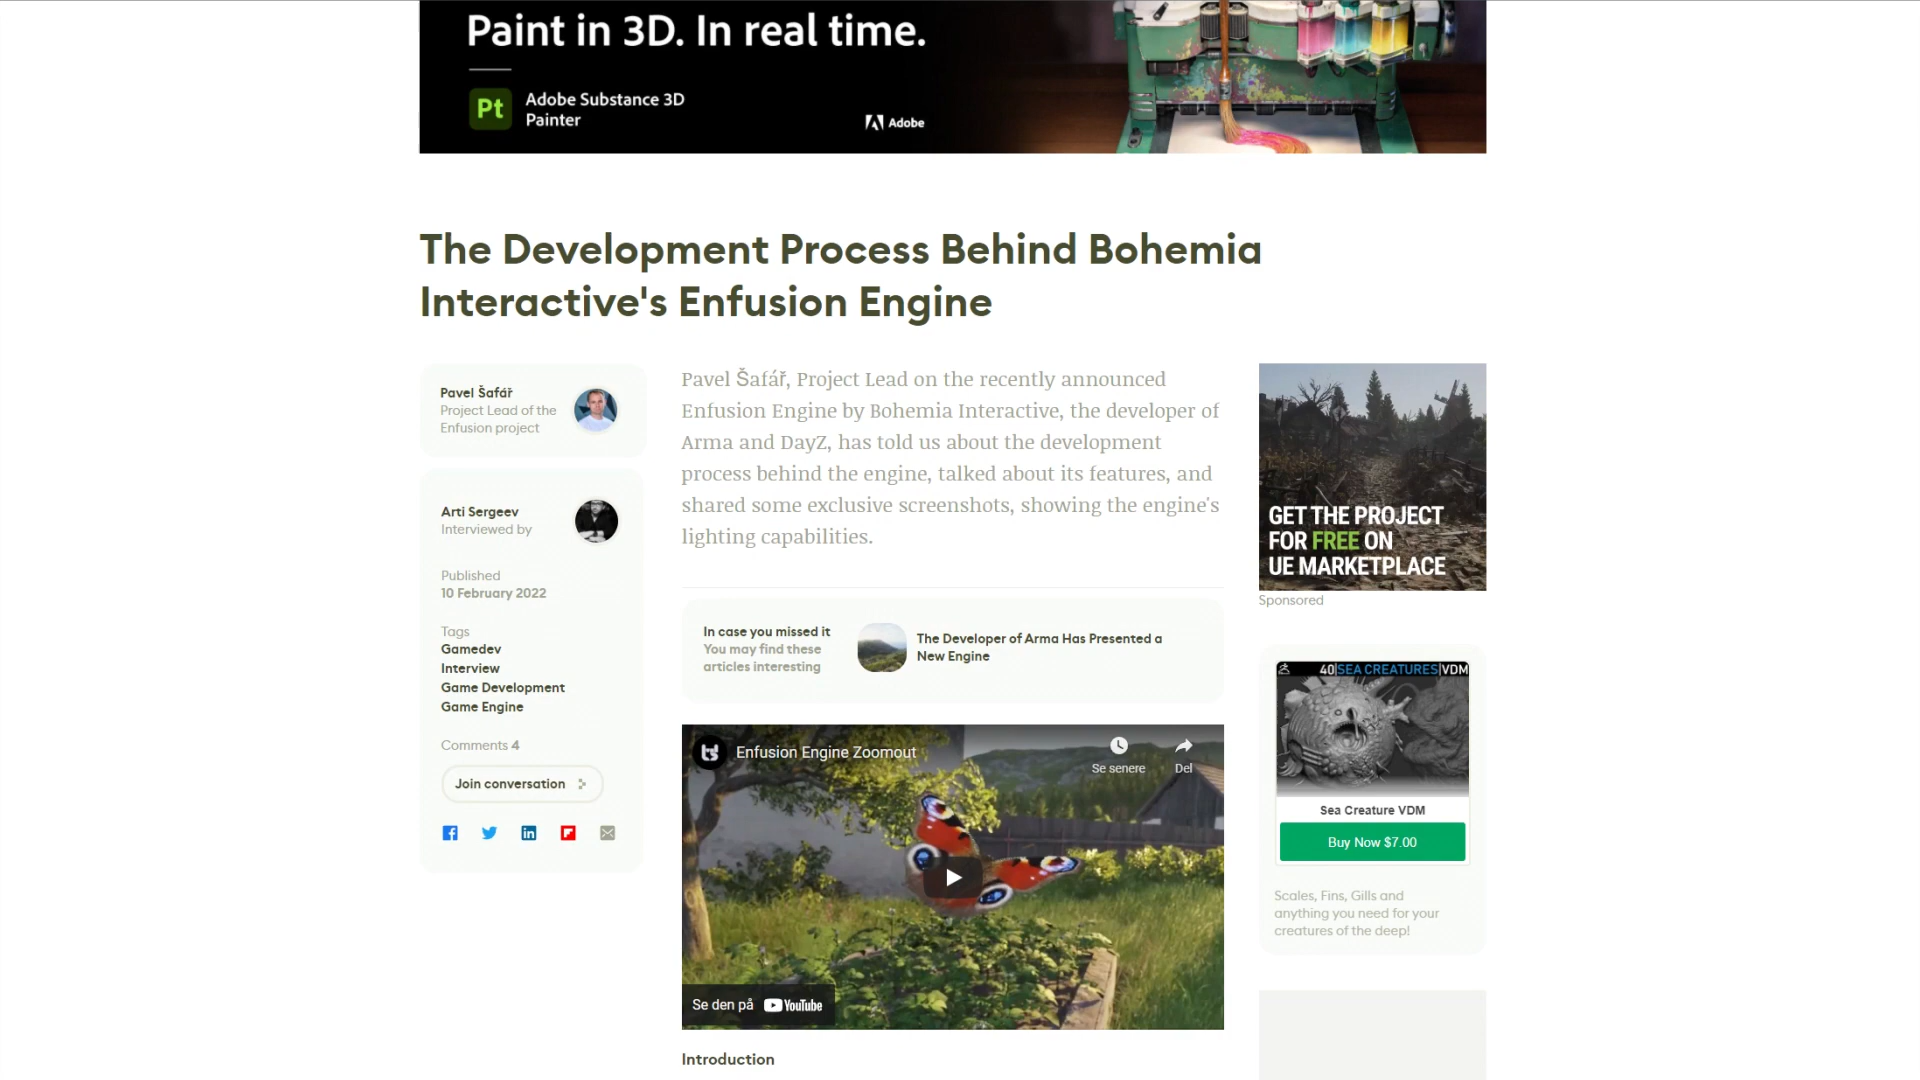 Paint in 3D. In real time.
Pt
Adobe Substance 3D
Painter
Adobe
The Development Process Behind Bohemia
Interactive's Enfusion Engine
Pavel Šafář
Project Lead of the
Enfusion project
Arti Sergeev
Interviewed by
Published
10 February 2022
Tags
Gamedev
Interview
Game Development
Game Engine
Comments 4
Join conversation
Pavel Šafář, Project Lead on the recently announced
Enfusion Engine by Bohemia Interactive, the developer of
Arma and DayZ, has told us about the development
process behind the engine, talked about its features, and
shared some exclusive screenshots, showing the engine's
lighting capabilities.
In case you missed it
You may find these
articles interesting
The Developer of Arma Has Presented a
New Engine
Enfusion Engine Zoomout
Se senere
Del
Se den på YouTube
Introduction
GET THE PROJECT
FOR FREE ON
UE MARKETPLACE
Sponsored
40|SEA CREATURES|VDM
Sea Creature VDM
Buy Now $7.00
Scales, Fins, Gills and
anything you need for your
creatures of the deep!